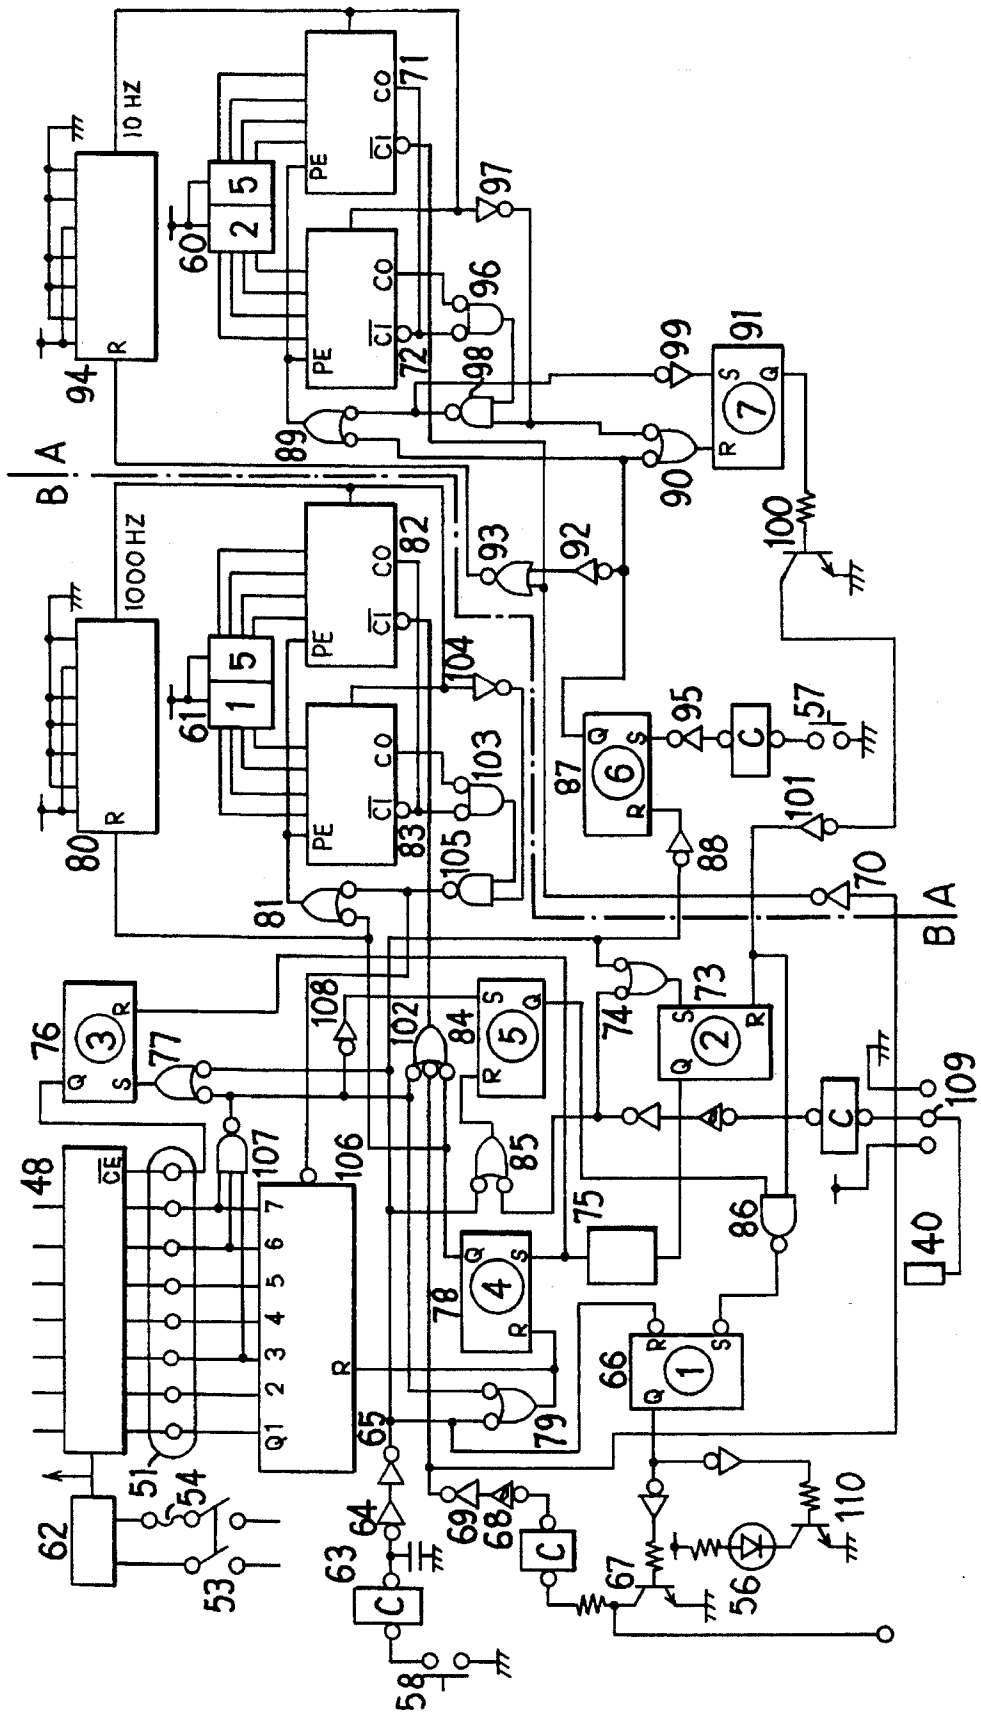 94
R
10 HZ
60
2 5
PE
CO
CI
71
72
CO
CI
PE
97
96
98
89
99
91
S
Q
7
R
90
100
B A
80
R
1000HZ
61
1 5
PE
CO
CI
82
83
CO
CI
PE
104
103
105
81
93
92
87
Q
6
S
R
95
C
57
88
101
70
B A
76
3
Q
R
S
77
108
102
84
S
5
Q
R
85
74
73
S
2
Q
R
C
109
40
48
CE
51
107
106
Q1 2 3 4 5 6 7
R
78
Q
4
S
R
75
79
86
66
R
1
S
Q
62
54
53
65
64
63
C
58
69
68
C
67
56
110